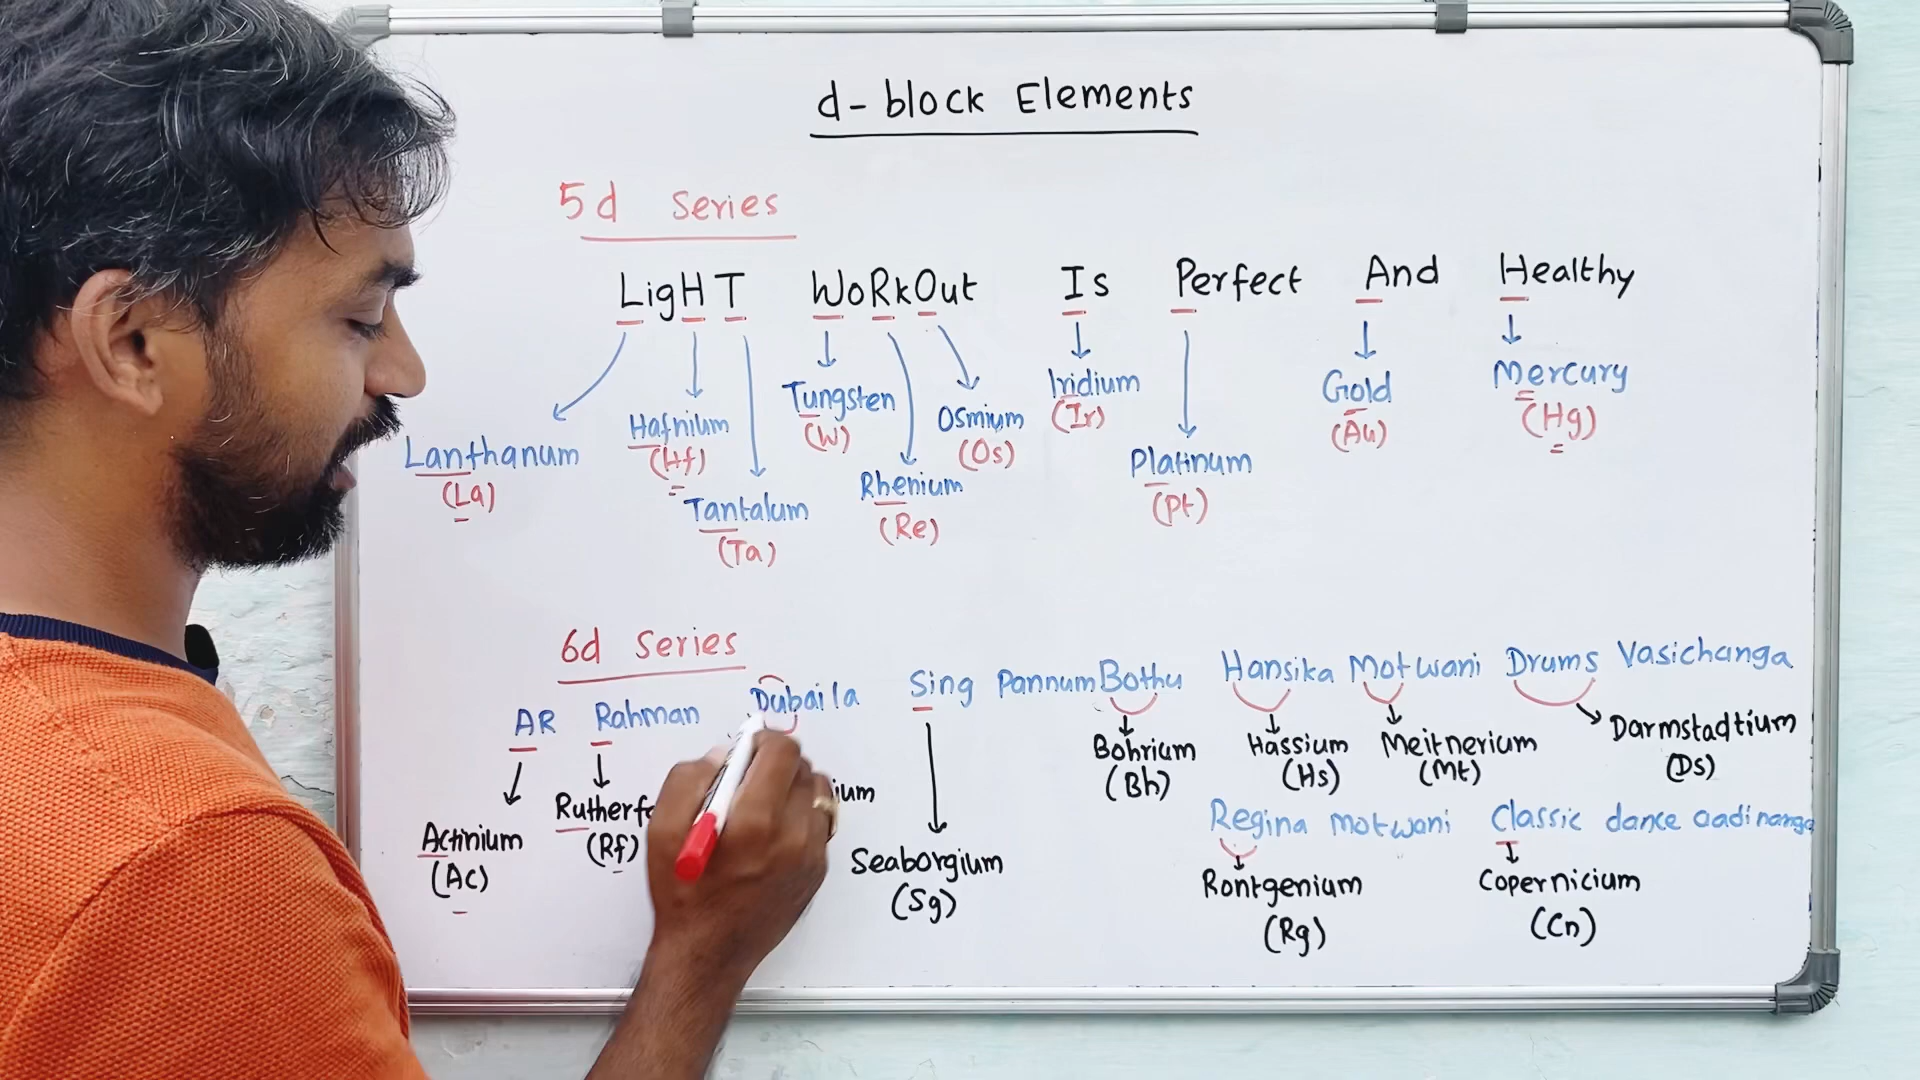 d-block Elements
5d Series
LigHT WoRkOut Is Perfect And Healthy
Lanthanum
(La)
Hafnium
(Hf)
Tantalum
(Ta)
Tungsten
(W)
Rhenium
(Re)
Osmium
(Os)
Iridium
(Ir)
Platinum
(Pt)
Gold
(Au)
Mercury
(Hg)
6d Series
AR Rahman Dubai la Sing Pannum Bothu Hansika Motwani Drums Vasichanga
Actinium
(Ac)
(Rf)
Seaborgium
(Sg)
Bohrium
(Bh)
Hassium
(Hs)
Meitnerium
(Mt)
Darmstadtium
(Ds)
Regina Motwani Classic dance aadinanga
Rontgenium
(Rg)
Copernicium
(Cn)